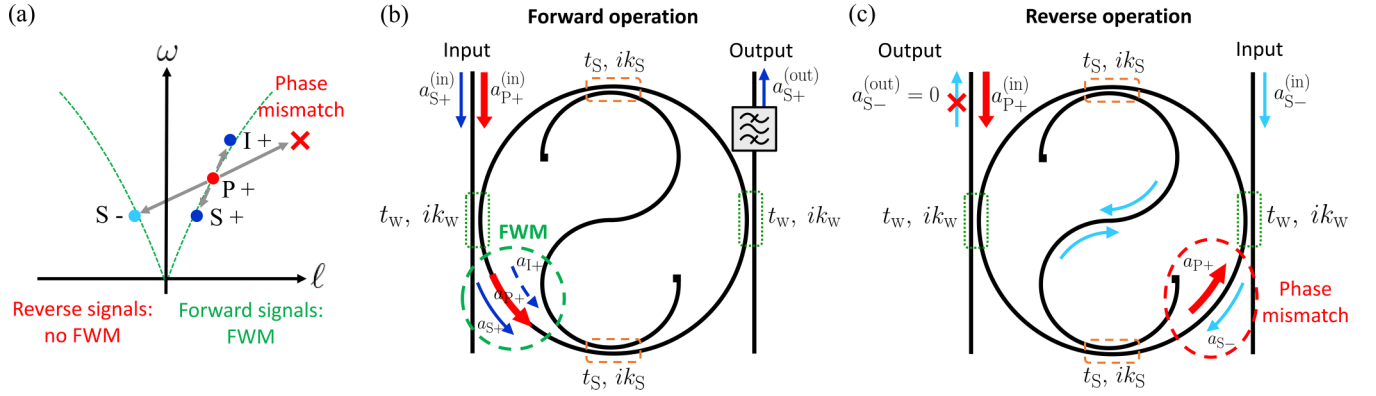 (a)
ω
Phase
mismatch
I +
P +
S -
S +
ℓ
Reverse signals:
no FWM
Forward signals:
FWM
(b)
Forward operation
Input
Output
a_{S+}^{(in)}
a_{P+}^{(in)}
t_S, ik_S
a_{S+}^{(out)}
t_W, ik_W
t_W, ik_W
FWM
a_{I+}
a_{P+}
a_{S+}
t_S, ik_S
(c)
Reverse operation
Output
Input
a_{S−}^{(out)} = 0
a_{P+}^{(in)}
t_S, ik_S
a_{S−}^{(in)}
t_W, ik_W
t_W, ik_W
a_{P+}
a_{S−}
Phase
mismatch
t_S, ik_S